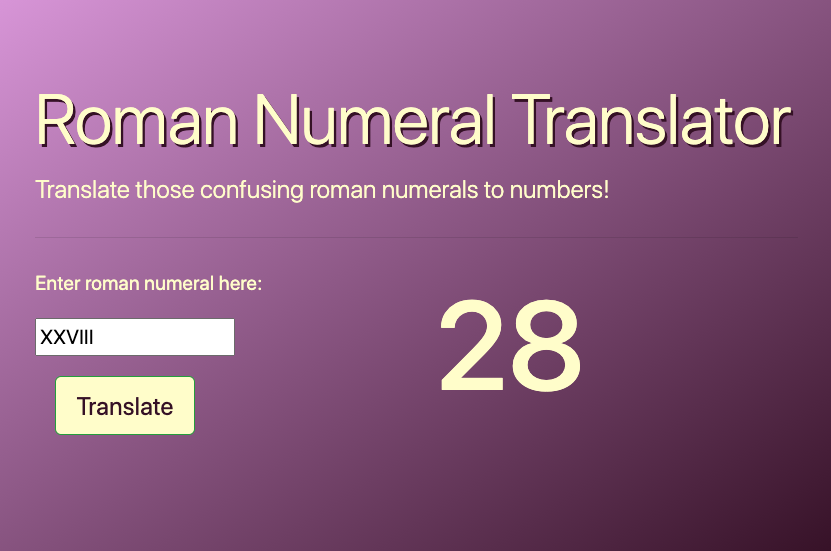 Roman Numeral Translator
Translate those confusing roman numerals to numbers!
Enter roman numeral here:
XXVIII
28
Translate